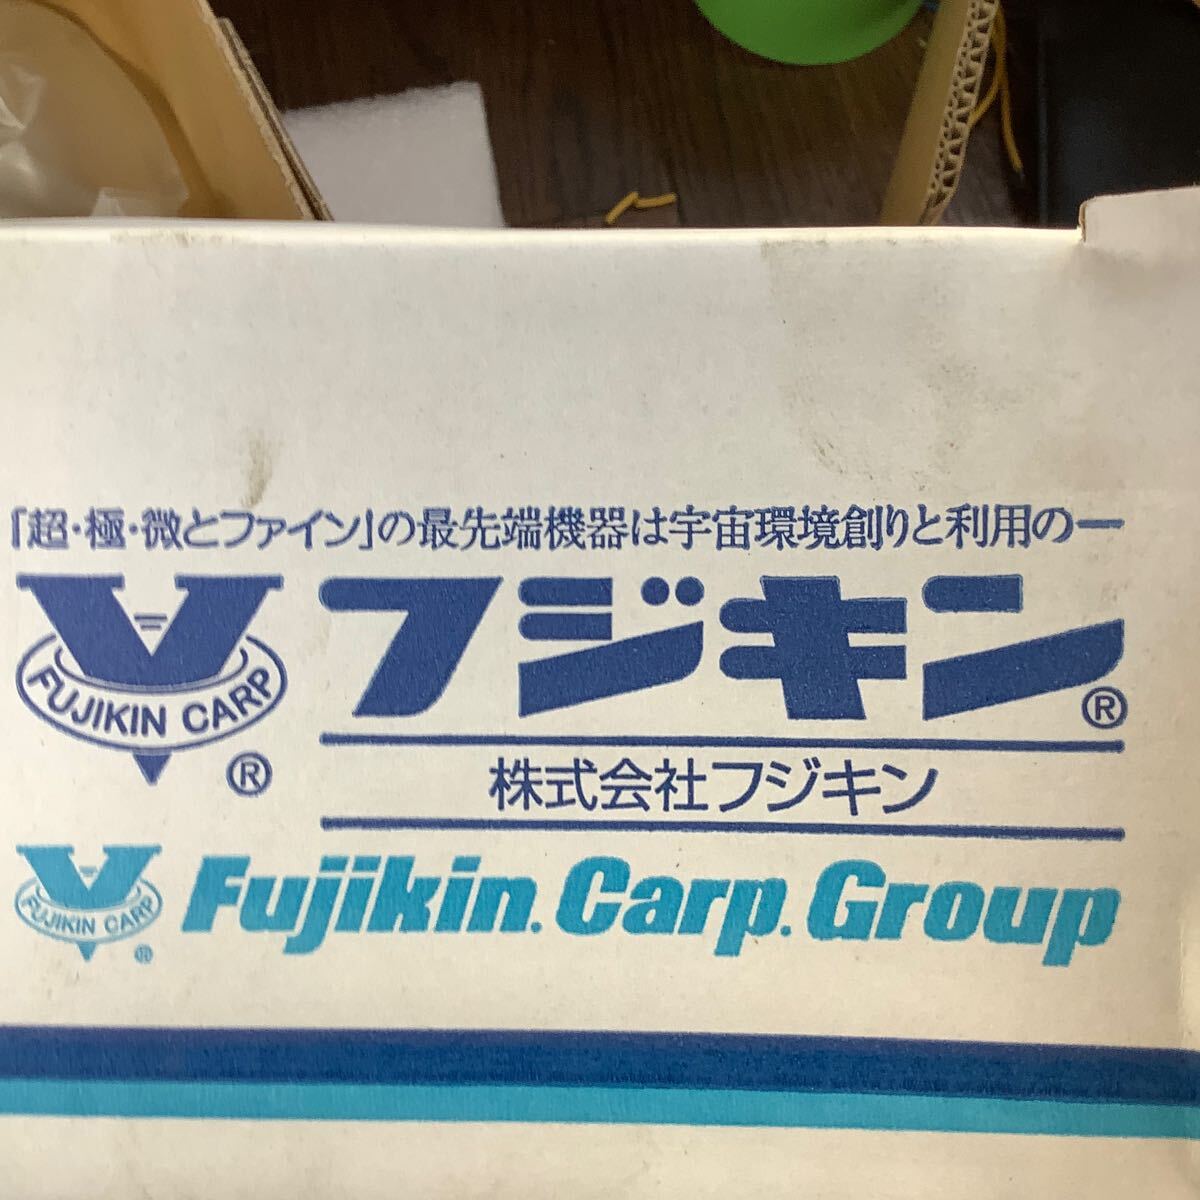 「超・極・微とファイン」の最先端機器は宇宙環境創りと利用の一
FUJIKIN CARP
®
フジキン®
株式会社フジキン
FUJIKIN CARP
®
Fujikin.Carp.Group